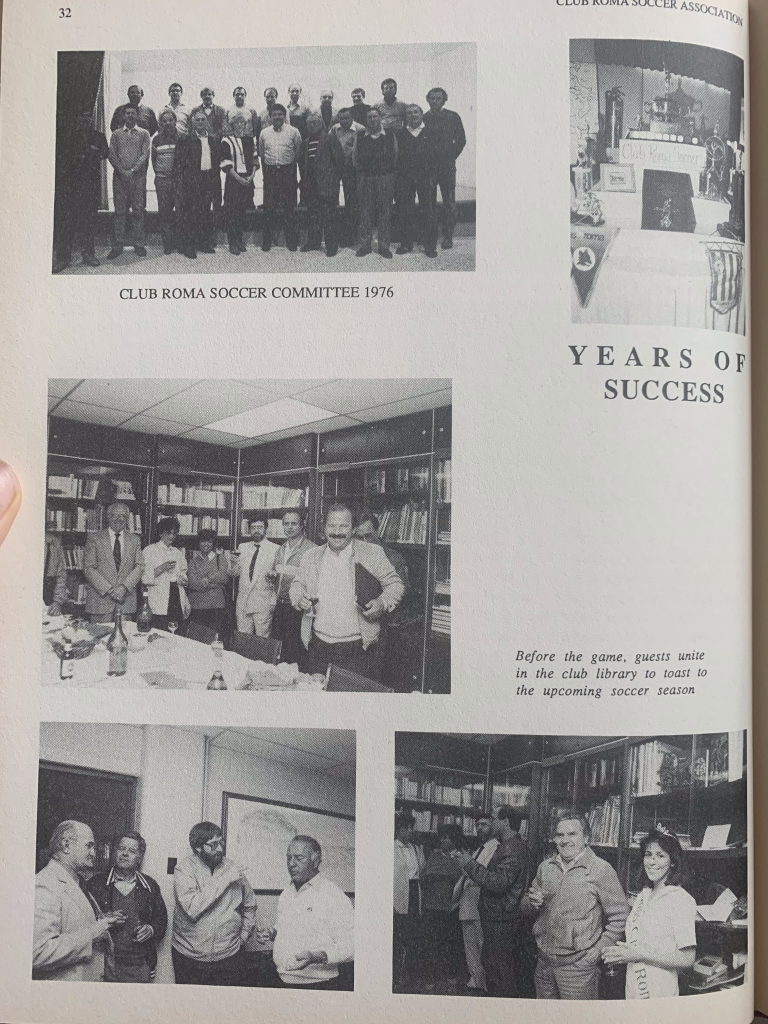 32
CLUB ROMA SOCCER ASSOCIATION
Club Roma Soccer
CLUB ROMA SOCCER COMMITTEE 1976
YEARS OF
SUCCESS
Before the game, guests unite
in the club library to toast to
the upcoming soccer season